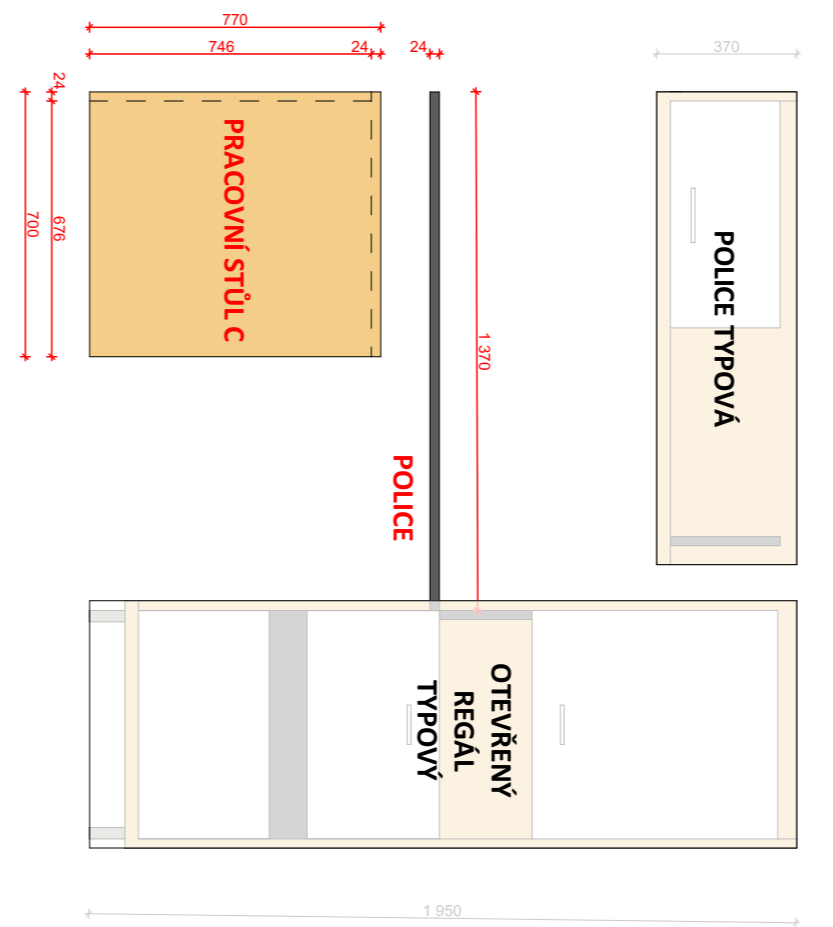 770
746
24
24
370
24
676
700
PRACOVNÍ STŮL C
1 370
POLICE TYPOVÁ
POLICE
OTEVŘENÝ
REGÁL
TYPOVÝ
1 950